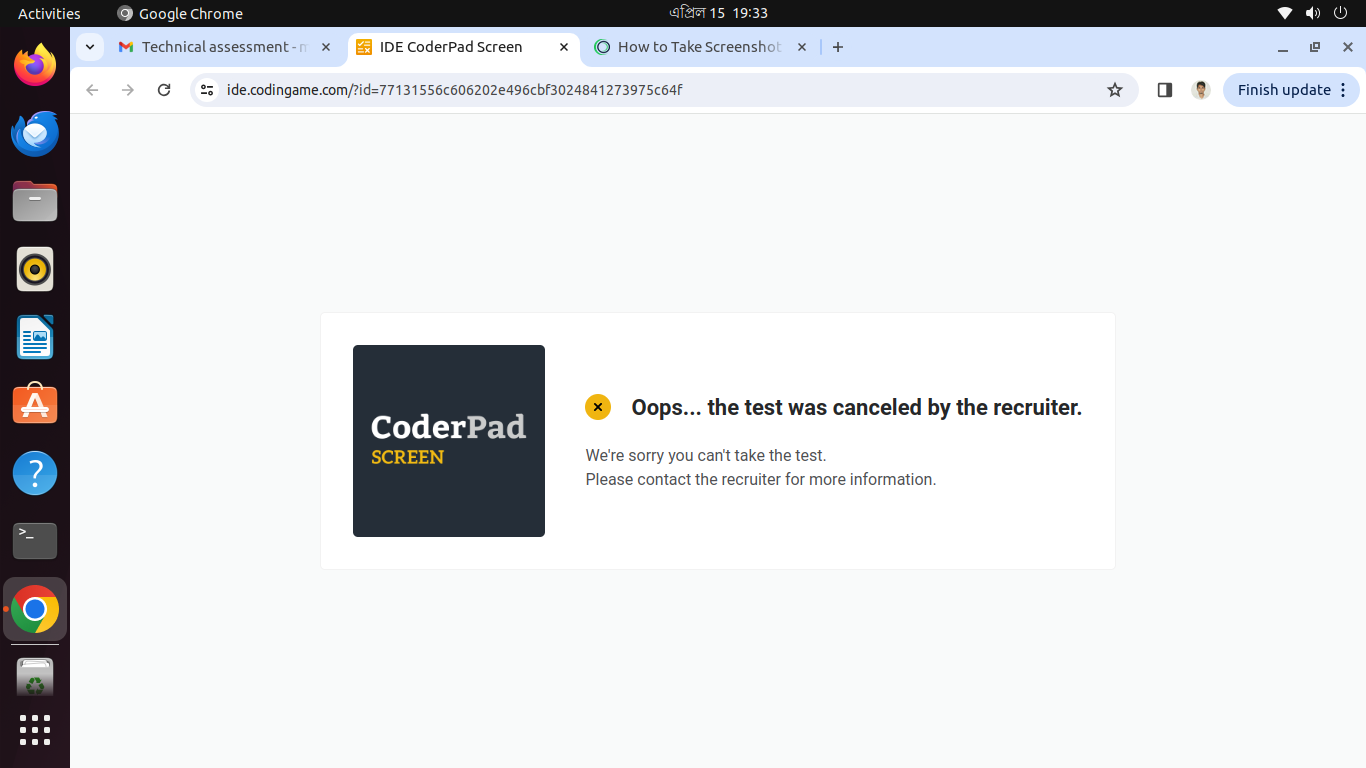 Activities
Google Chrome
এপ্রিল 15 19:33
Technical assessment - m
IDE CoderPad Screen
How to Take Screenshot
ide.codingame.com/?id=77131556c606202e496cbf3024841273975c64f
Finish update
CoderPad
SCREEN
Oops... the test was canceled by the recruiter.
We're sorry you can't take the test.
Please contact the recruiter for more information.